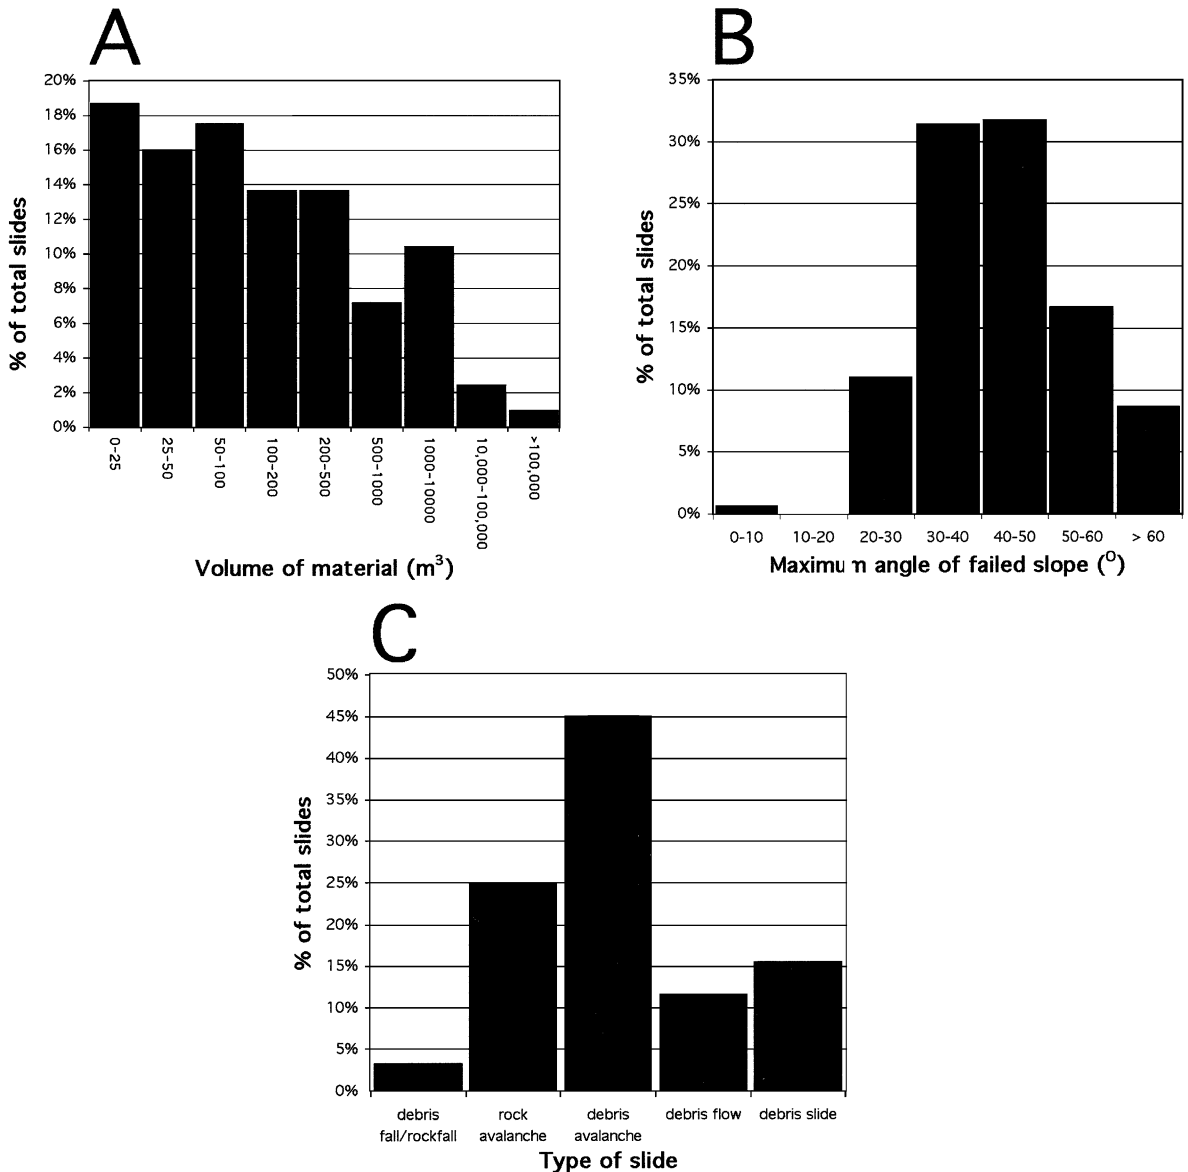 A
20%
18%
16%
14%
12%
10%
8%
6%
4%
2%
0%
% of total slides
0-25
25-50
50-100
100-200
200-500
500-1000
1000-10000
10,000-100,000
>100,000
Volume of material (m³)
B
35%
30%
25%
20%
15%
10%
5%
0%
% of total slides
0-10 10-20 20-30 30-40 40-50 50-60 > 60
Maximum angle of failed slope (°)
C
50%
45%
40%
35%
30%
25%
20%
15%
10%
5%
0%
% of total slides
debris
fall/rockfall
rock
avalanche
debris
avalanche
debris flow
debris slide
Type of slide